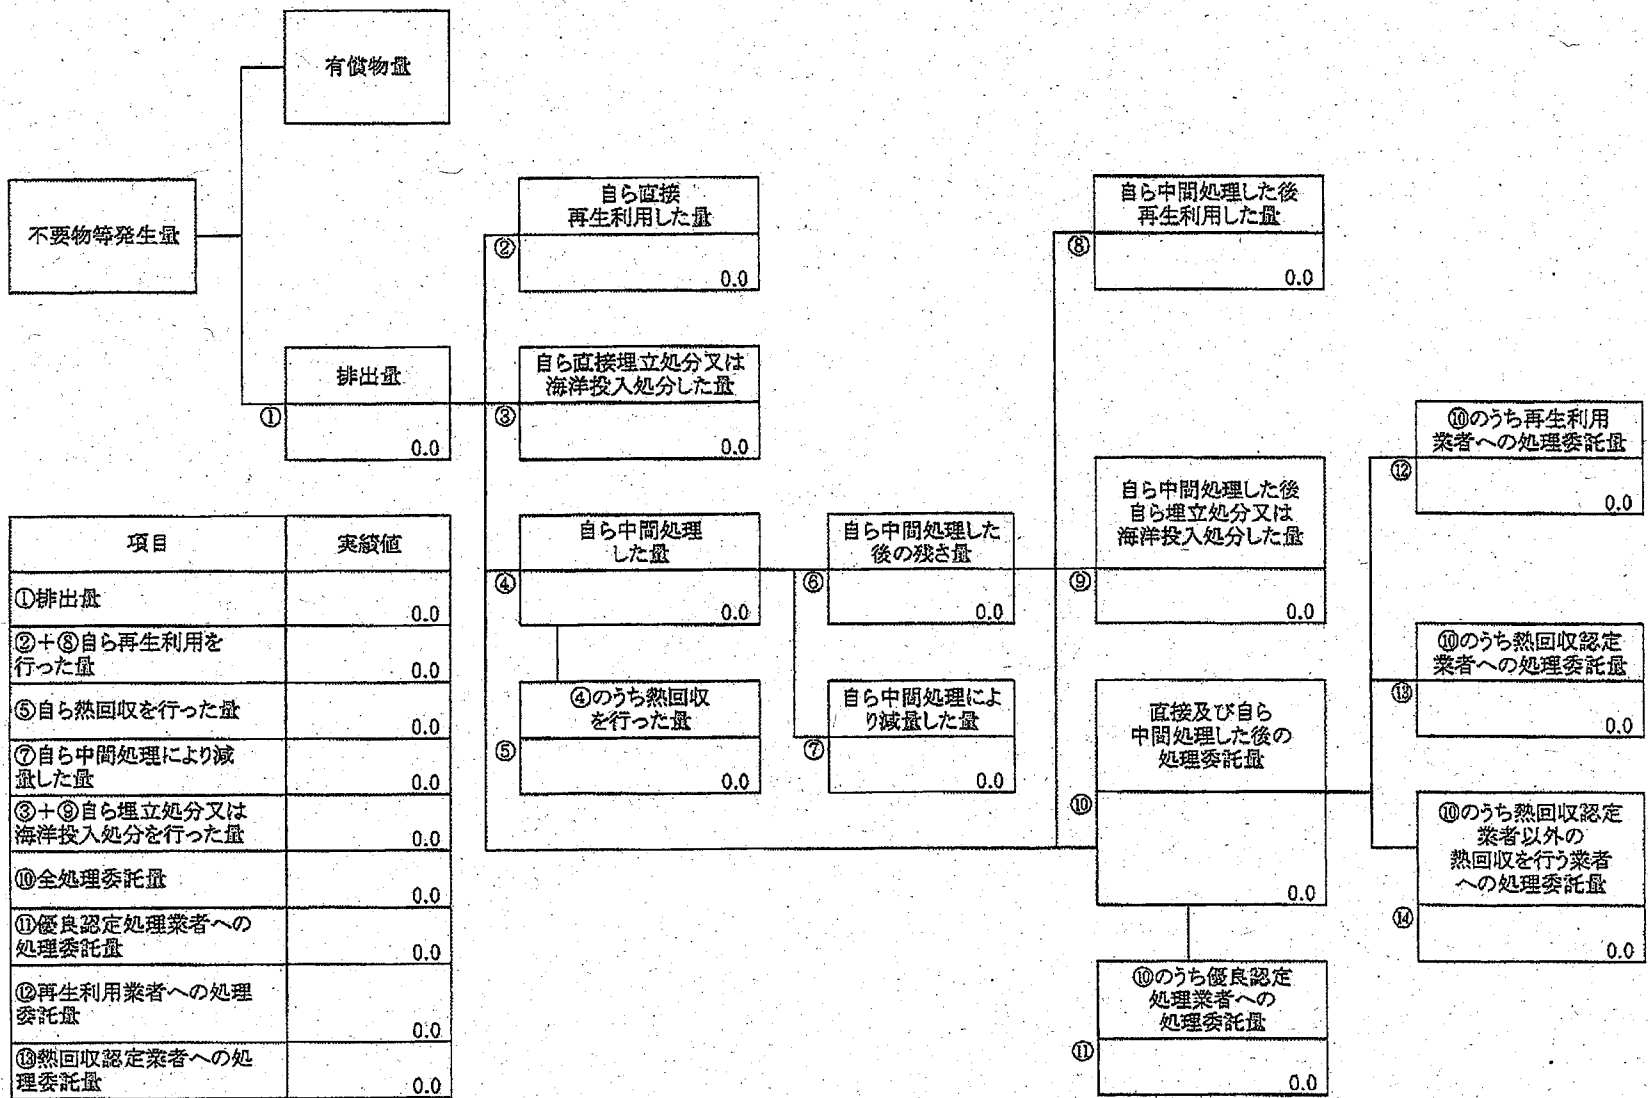 有償物量
不要物等発生量
排出量
①
0.0
自ら直接
再生利用した量
②
0.0
自ら直接埋立処分又は
海洋投入処分した量
③
0.0
自ら中間処理
した量
④
0.0
④のうち熱回収
を行った量
⑤
0.0
自ら中間処理した
後の残さ量
⑥
0.0
自ら中間処理によ
り減量した量
⑦
0.0
自ら中間処理した後
再生利用した量
⑧
0.0
自ら中間処理した後
自ら埋立処分又は
海洋投入処分した量
⑨
0.0
直接及び自ら
中間処理した後の
処理委託量
⑩
0.0
⑩のうち優良認定
処理業者への
処理委託量
⑪
0.0
⑩のうち再生利用
業者への処理委託量
⑫
0.0
⑩のうち熱回収認定
業者への処理委託量
⑬
0.0
⑩のうち熱回収認定
業者以外の
熱回収を行う業者
への処理委託量
⑭
0.0
項目 実績値
①排出量 0.0
②+⑧自ら再生利用を
行った量 0.0
⑤自ら熱回収を行った量 0.0
⑦自ら中間処理により減
量した量 0.0
③+⑨自ら埋立処分又は
海洋投入処分を行った量 0.0
⑩全処理委託量 0.0
⑪優良認定処理業者への
処理委託量 0.0
⑫再生利用業者への処理
委託量 0.0
⑬熱回収認定業者への処
理委託量 0.0